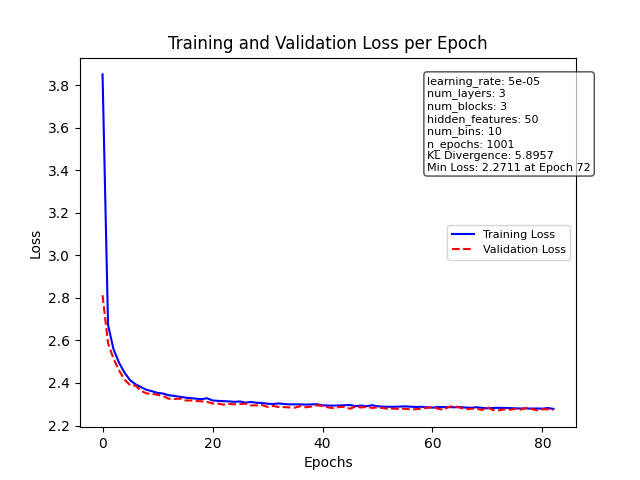 Training and Validation Loss per Epoch
learning_rate: 5e-05
num_layers: 3
num_blocks: 3
hidden_features: 50
num_bins: 10
n_epochs: 1001
KL Divergence: 5.8957
Min Loss: 2.2711 at Epoch 72
Training Loss
Validation Loss
Loss
3.8
3.6
3.4
3.2
3.0
2.8
2.6
2.4
2.2
0 20 40 60 80
Epochs